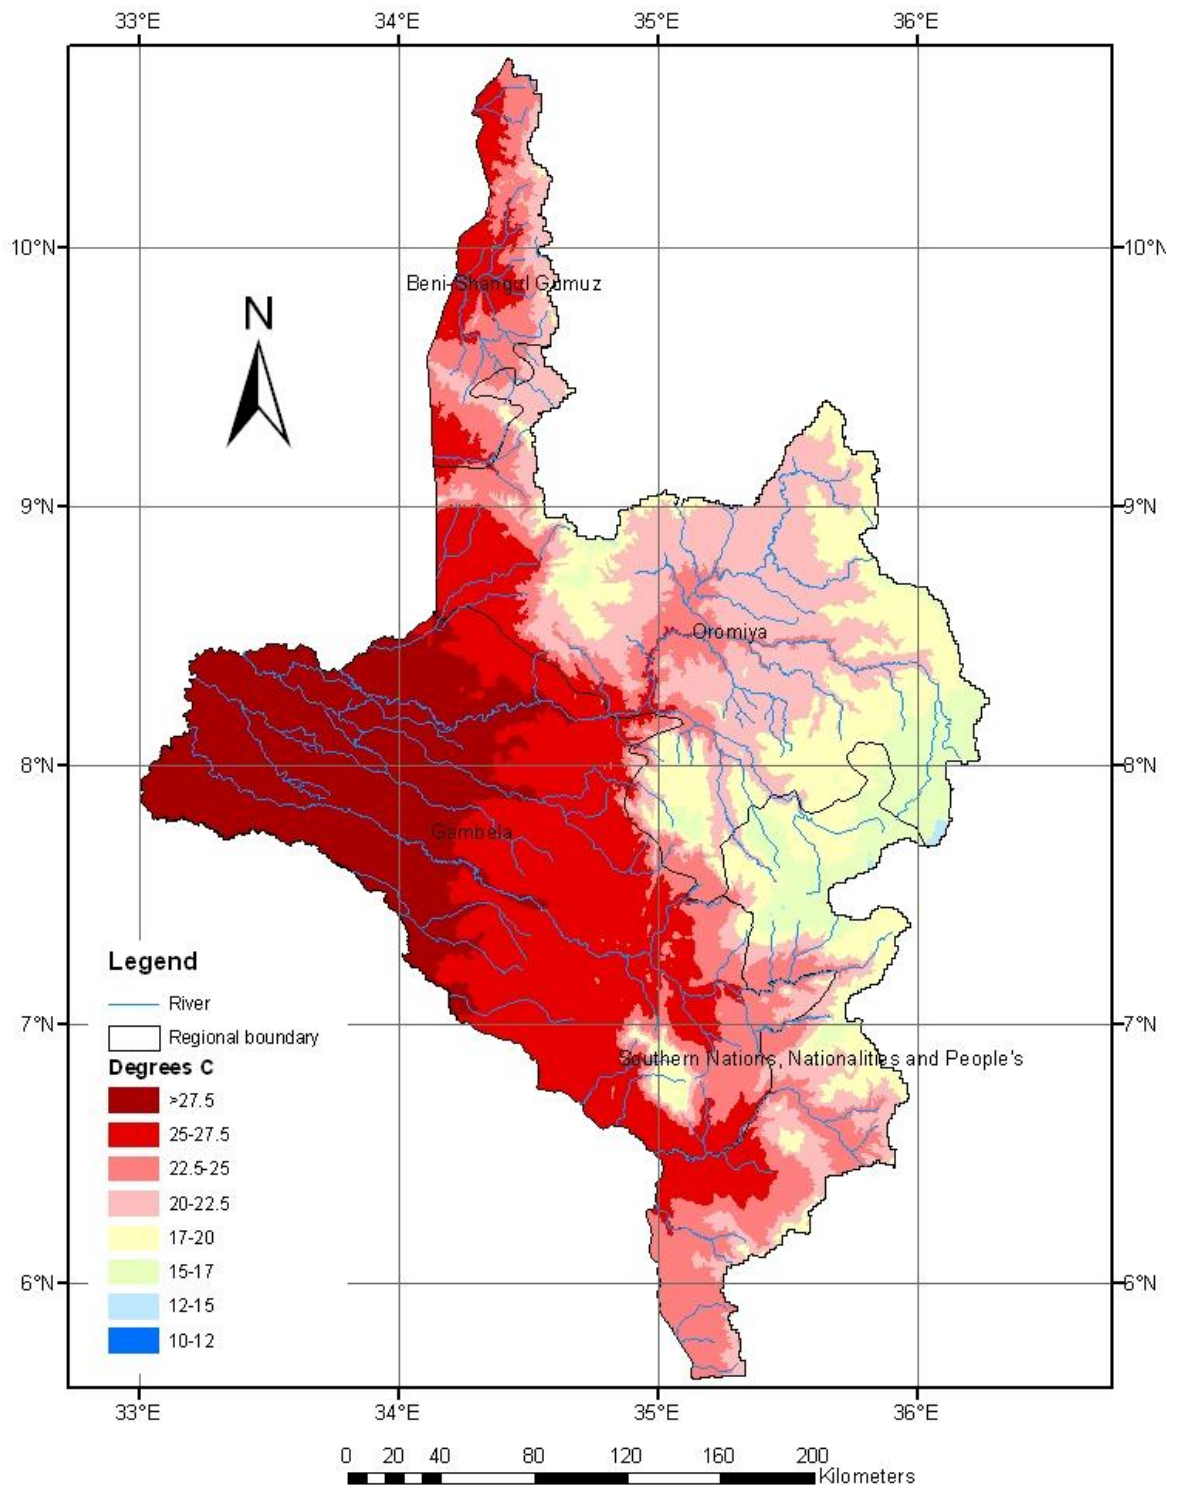 33°E 34°E 35°E 36°E
10°N 10°N
Beni-Shangul Gumuz
N
9°N 9°N
Oromiya
8°N 8°N
Gambela
Legend
River
7°N 7°N
Regional boundary
Southern Nations, Nationalities and People's
Degrees C
>27.5
25-27.5
22.5-25
20-22.5
17-20
15-17
6°N 6°N
12-15
10-12
33°E 34°E 35°E 36°E
0 20 40 80 120 160 200
Kilometers